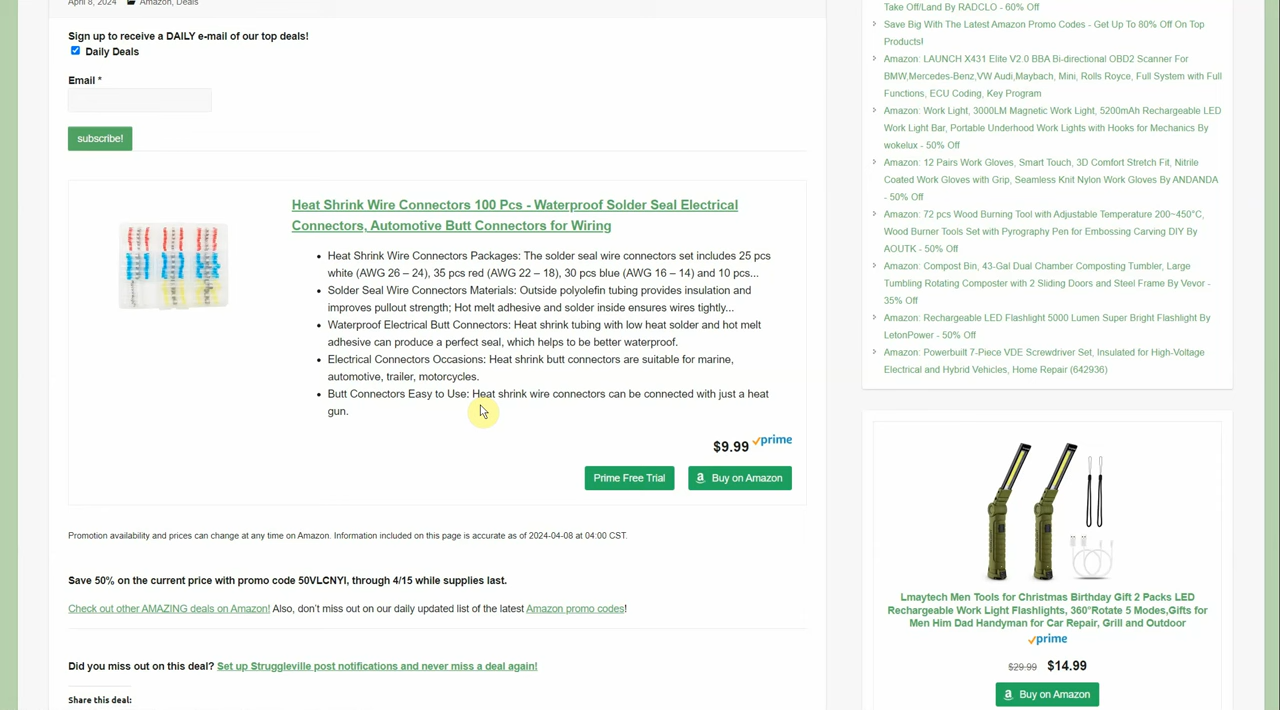 April 8, 2024 Amazon, Deals
Sign up to receive a DAILY e-mail of our top deals!
Daily Deals
Email *
subscribe!
Heat Shrink Wire Connectors 100 Pcs - Waterproof Solder Seal Electrical
Connectors, Automotive Butt Connectors for Wiring
• Heat Shrink Wire Connectors Packages: The solder seal wire connectors set includes 25 pcs
white (AWG 26 – 24), 35 pcs red (AWG 22 – 18), 30 pcs blue (AWG 16 – 14) and 10 pcs...
• Solder Seal Wire Connectors Materials: Outside polyolefin tubing provides insulation and
improves pullout strength; Hot melt adhesive and solder inside ensures wires tightly...
• Waterproof Electrical Butt Connectors: Heat shrink tubing with low heat solder and hot melt
adhesive can produce a perfect seal, which helps to be better waterproof.
• Electrical Connectors Occasions: Heat shrink butt connectors are suitable for marine,
automotive, trailer, motorcycles.
• Butt Connectors Easy to Use: Heat shrink wire connectors can be connected with just a heat
gun.
$9.99 prime
Prime Free Trial
Buy on Amazon
Promotion availability and prices can change at any time on Amazon. Information included on this page is accurate as of 2024-04-08 at 04:00 CST.
Save 50% on the current price with promo code 50VLCNYI, through 4/15 while supplies last.
Check out other AMAZING deals on Amazon! Also, don't miss out on our daily updated list of the latest Amazon promo codes!
Did you miss out on this deal? Set up Struggleville post notifications and never miss a deal again!
Share this deal:
Take Off/Land By RADCLO - 60% Off
Save Big With The Latest Amazon Promo Codes - Get Up To 80% Off On Top
Products!
Amazon: LAUNCH X431 Elite V2.0 BBA Bi-directional OBD2 Scanner For
BMW,Mercedes-Benz,VW Audi,Maybach, Mini, Rolls Royce, Full System with Full
Functions, ECU Coding, Key Program
Amazon: Work Light, 3000LM Magnetic Work Light, 5200mAh Rechargeable LED
Work Light Bar, Portable Underhood Work Lights with Hooks for Mechanics By
wokelux - 50% Off
Amazon: 12 Pairs Work Gloves, Smart Touch, 3D Comfort Stretch Fit, Nitrile
Coated Work Gloves with Grip, Seamless Knit Nylon Work Gloves By ANDANDA
- 50% Off
Amazon: 72 pcs Wood Burning Tool with Adjustable Temperature 200~450°C,
Wood Burner Tools Set with Pyrography Pen for Embossing Carving DIY By
AOUTK - 50% Off
Amazon: Compost Bin, 43-Gal Dual Chamber Composting Tumbler, Large
Tumbling Rotating Composter with 2 Sliding Doors and Steel Frame By Vevor -
35% Off
Amazon: Rechargeable LED Flashlight 5000 Lumen Super Bright Flashlight By
LetonPower - 50% Off
Amazon: Powerbuilt 7-Piece VDE Screwdriver Set, Insulated for High-Voltage
Electrical and Hybrid Vehicles, Home Repair (642936)
Lmaytech Men Tools for Christmas Birthday Gift 2 Packs LED
Rechargeable Work Light Flashlights, 360°Rotate 5 Modes,Gifts for
Men Him Dad Handyman for Car Repair, Grill and Outdoor
prime
$29.99 $14.99
Buy on Amazon